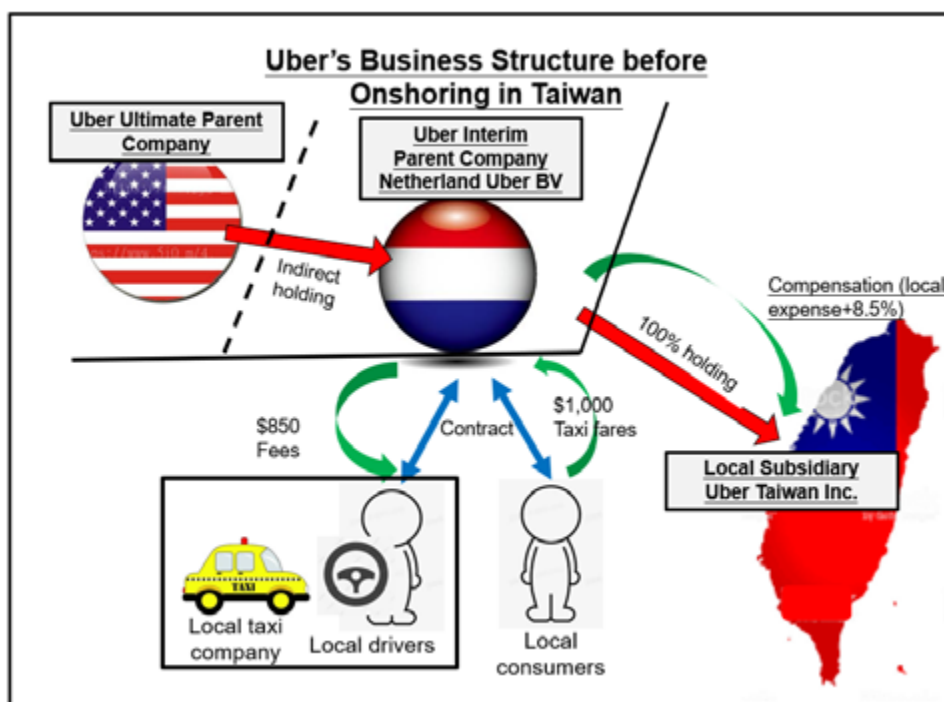 Uber's Business Structure before
Onshoring in Taiwan
Uber Ultimate Parent
Company
Uber Interim
Parent Company
Netherland Uber BV
Indirect
holding
Compensation (local
expense+8.5%)
100% holding
$850
Fees
Contract
$1,000
Taxi fares
Local Subsidiary
Uber Taiwan Inc.
TAXI
Local taxi
company
Local drivers
Local
consumers